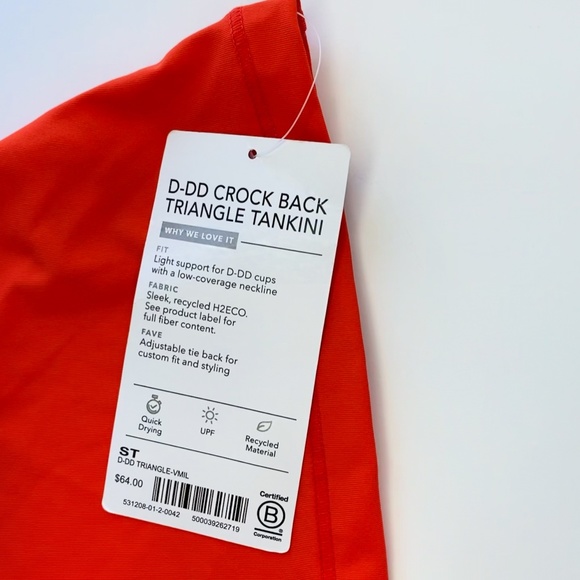 D-DD CROCK BACK
TRIANGLE TANKINI
WHY WE LOVE IT
FIT
Light support for D-DD cups
with a low-coverage neckline
FABRIC
Sleek, recycled H2ECO.
See product label for
full fiber content.
FAVE
Adjustable tie back for
custom fit and styling
Quick
Drying
UPF
Recycled
Material
ST
D-DD TRIANGLE-VMIL
$64.00
531208-01-2-0042 500039262719
Certified
B
®
Corporation